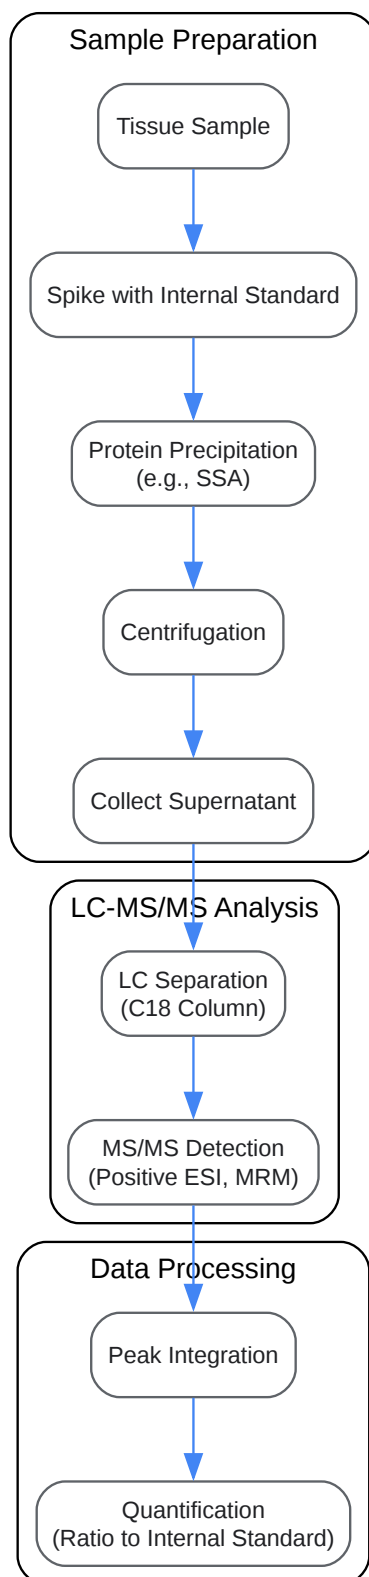 Sample Preparation
Tissue Sample
Spike with Internal Standard
Protein Precipitation
(e.g., SSA)
Centrifugation
Collect Supernatant
LC-MS/MS Analysis
LC Separation
(C18 Column)
MS/MS Detection
(Positive ESI, MRM)
Data Processing
Peak Integration
Quantification
(Ratio to Internal Standard)